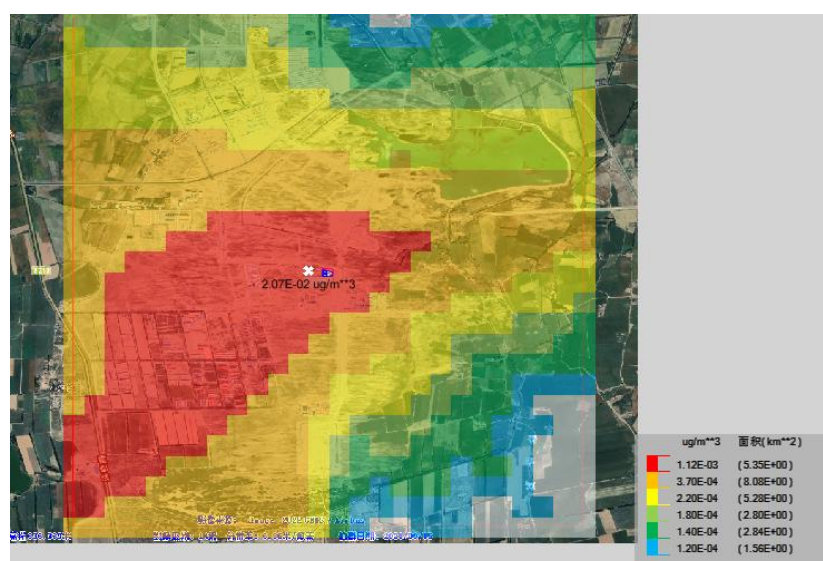 2.07E-02 ug/m**3
ug/m**3 面积(km**2)
1.12E-03 (5.35E+00)
3.70E-04 (8.08E+00)
2.20E-04 (5.28E+00)
1.80E-04 (2.80E+00)
1.40E-04 (2.84E+00)
1.20E-04 (1.56E+00)